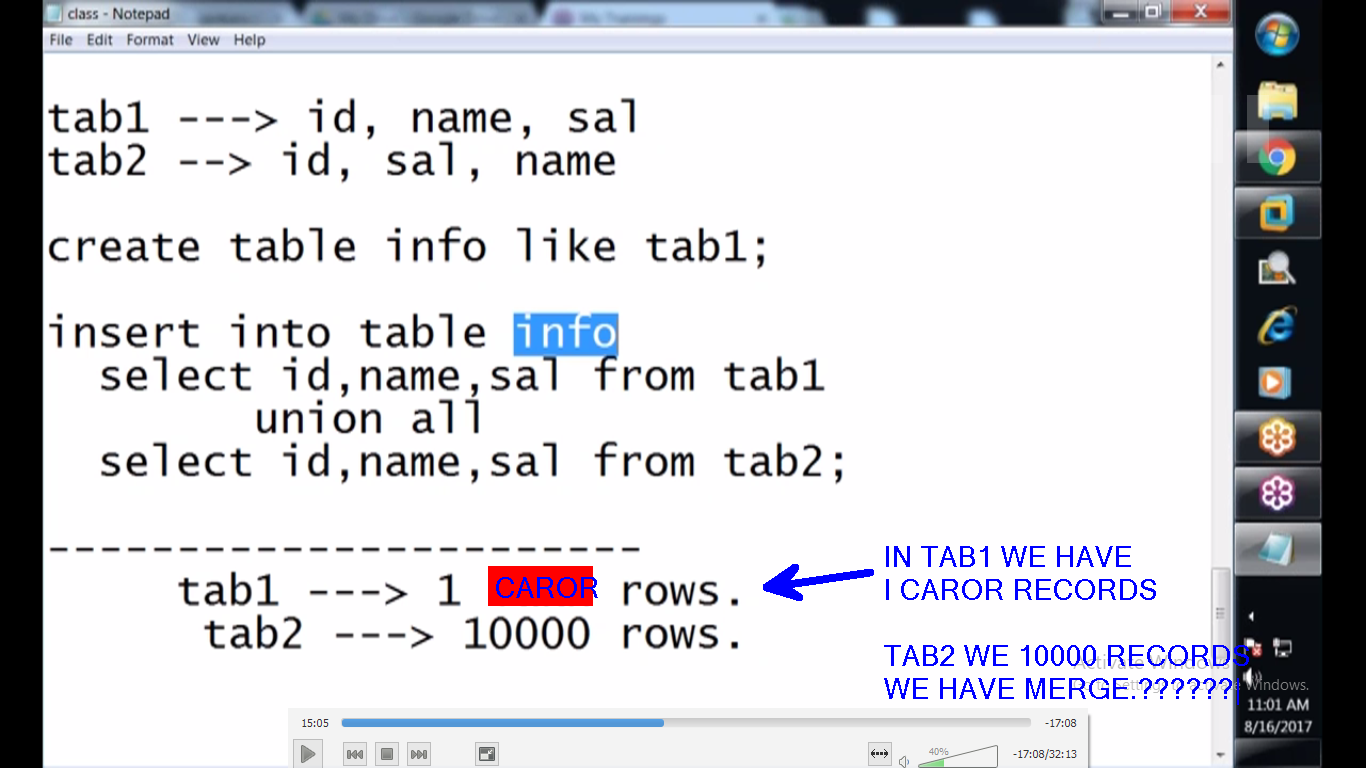 class - Notepad
File Edit Format View Help
tab1 ---> id, name, sal
tab2 --> id, sal, name
create table info like tab1;
insert into table info
select id,name,sal from tab1
union all
select id,name,sal from tab2;
-----------------------
tab1 ---> 1 CAROR rows.
tab2 ---> 10000 rows.
IN TAB1 WE HAVE
I CAROR RECORDS
TAB2 WE 10000 RECORDS
WE HAVE MERGE.??????
Activate Windows
Windows.
11:01 AM
8/16/2017
15:05
-17:08
40%
-17:08/32:13